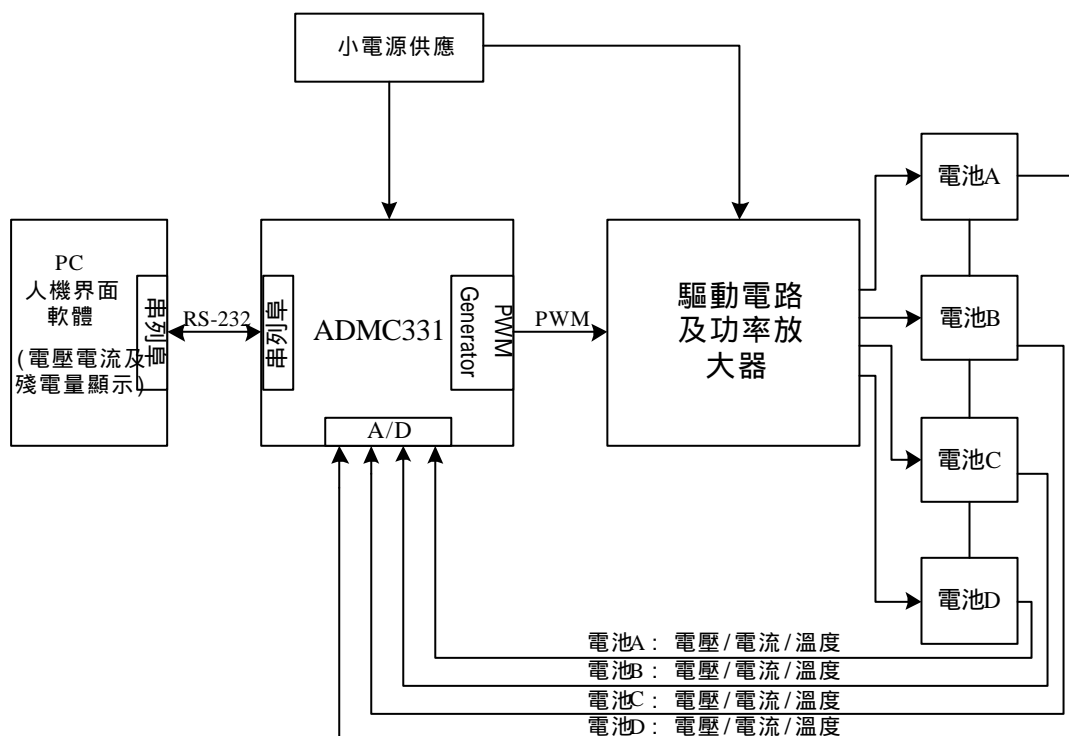 小電源供應
電池A
PC
人機界面
軟體
(電壓電流及
殘電量顯示)
串列阜
RS-232
串列阜
ADMC331
PWM
Generator
PWM
驅動電路
及功率放
大器
電池B
A/D
電池C
電池D
電池A: 電壓/電流/溫度
電池B: 電壓/電流/溫度
電池C: 電壓/電流/溫度
電池D: 電壓/電流/溫度